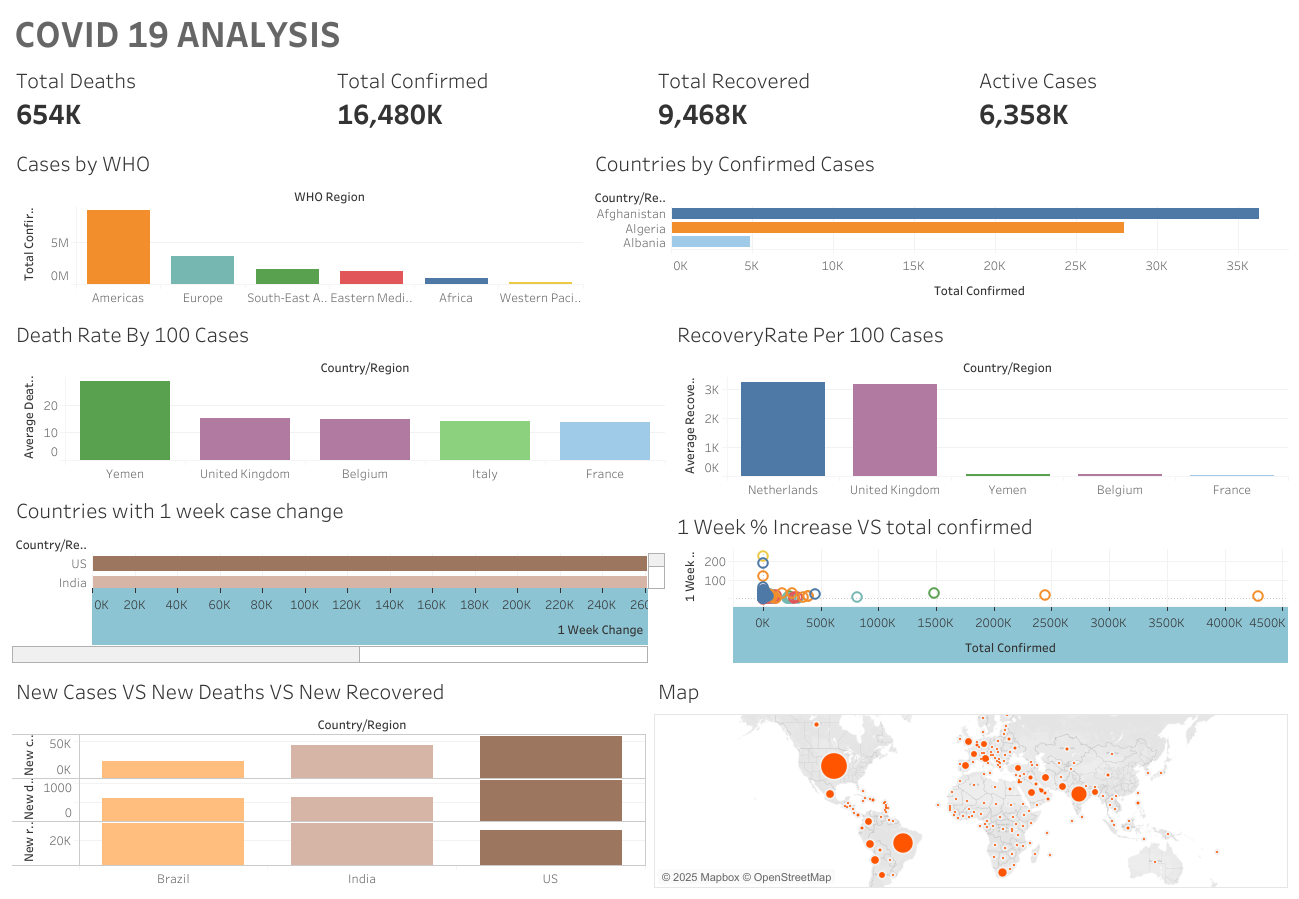 COVID 19 ANALYSIS
Total Deaths
654K
Total Confirmed
16,480K
Total Recovered
9,468K
Active Cases
6,358K
Cases by WHO
WHO Region
Total Confir..
5M
0M
Americas Europe South-East A.. Eastern Medi.. Africa Western Paci..
Countries by Confirmed Cases
Country/Re..
Afghanistan
Algeria
Albania
0K 5K 10K 15K 20K 25K 30K 35K
Total Confirmed
Death Rate By 100 Cases
Country/Region
Average Deat..
20
10
0
Yemen United Kingdom Belgium Italy France
RecoveryRate Per 100 Cases
Country/Region
Average Recove..
3K
2K
1K
0K
Netherlands United Kingdom Yemen Belgium France
Countries with 1 week case change
Country/Re..
US
India
0K 20K 40K 60K 80K 100K 120K 140K 160K 180K 200K 220K 240K 260
1 Week Change
1 Week % Increase VS total confirmed
1 Week ..
200
100
0K 500K 1000K 1500K 2000K 2500K 3000K 3500K 4000K 4500K
Total Confirmed
New Cases VS New Deaths VS New Recovered
Country/Region
New c..
50K
0K
New d..
1000
0
New r..
20K
Brazil India US
Map
© 2025 Mapbox © OpenStreetMap